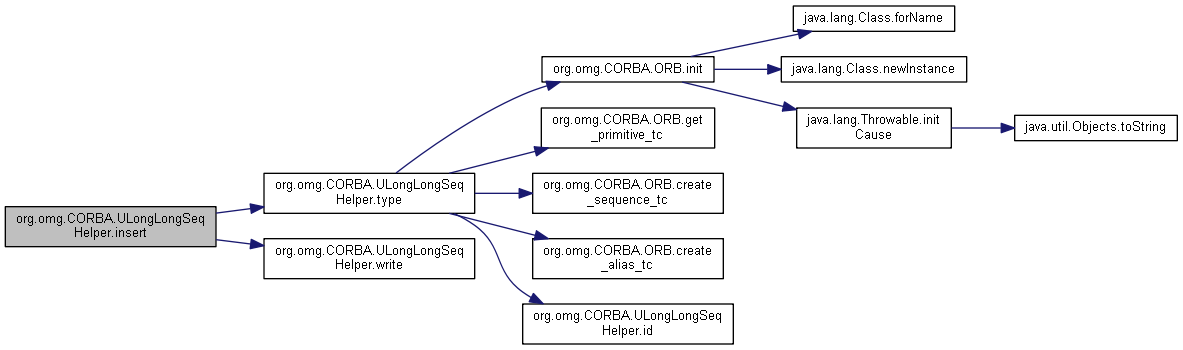 org.omg.CORBA.ULongLongSeq
Helper.insert
org.omg.CORBA.ULongLongSeq
Helper.type
org.omg.CORBA.ULongLongSeq
Helper.write
org.omg.CORBA.ORB.init
org.omg.CORBA.ORB.get
_primitive_tc
org.omg.CORBA.ORB.create
_sequence_tc
org.omg.CORBA.ORB.create
_alias_tc
org.omg.CORBA.ULongLongSeq
Helper.id
java.lang.Class.forName
java.lang.Class.newInstance
java.lang.Throwable.init
Cause
java.util.Objects.toString